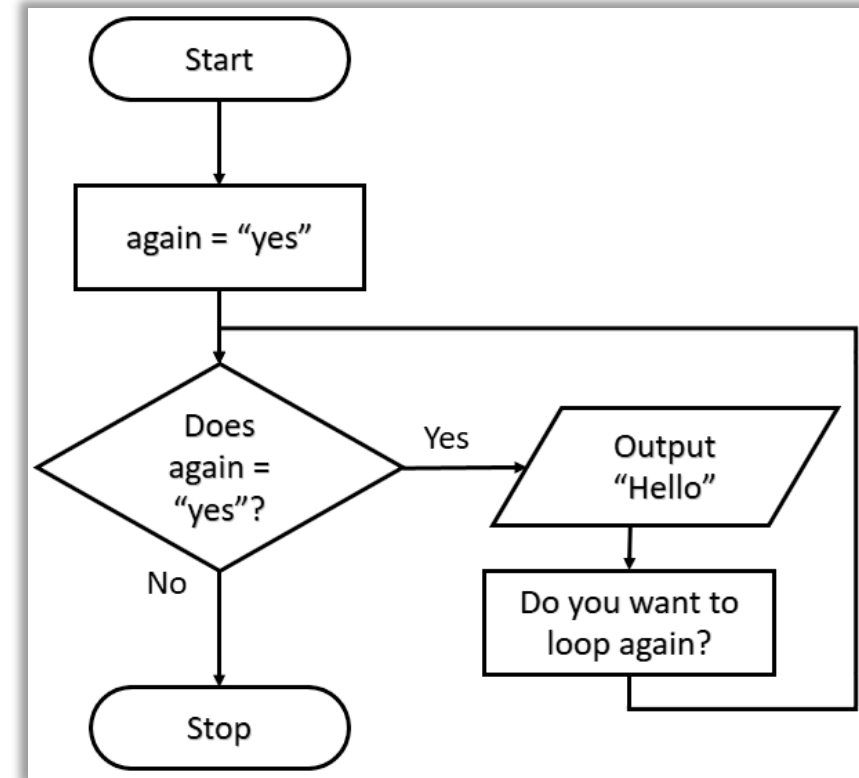 Start
again = “yes”
Does
again =
“yes”?
Yes
Output
“Hello”
No
Do you want to
loop again?
Stop